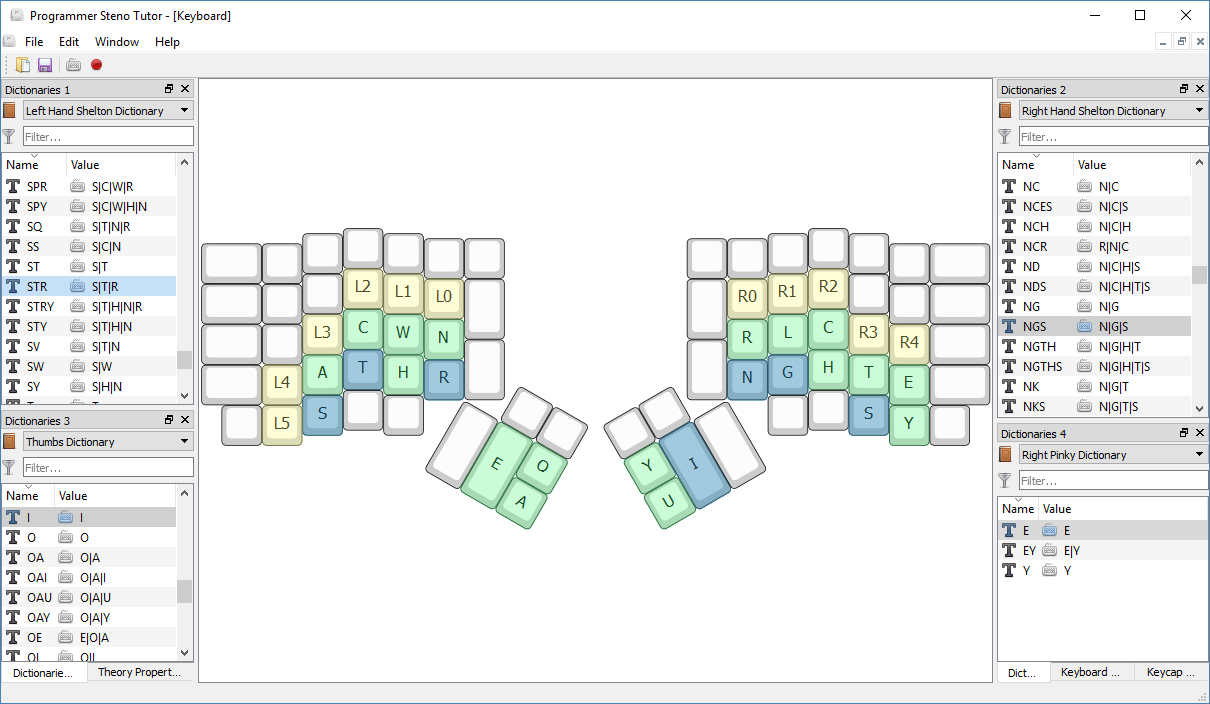 Programmer Steno Tutor - [Keyboard]
File Edit Window Help
Dictionaries 1
Left Hand Shelton Dictionary
Filter...
Name Value
SPR S|C|W|R
SPY S|C|W|H|N
SQ S|T|N|R
SS S|C|N
ST S|T
STR S|T|R
STRY S|T|H|N|R
STY S|T|H|N
SV S|T|N
SW S|W
SY S|H|N
Dictionaries 3
Thumbs Dictionary
Filter...
Name Value
I I
O O
OA O|A
OAI O|A|I
OAU O|A|U
OAY O|A|Y
OE E|O|A
OI O|I
Dictionarie... Theory Propert...
L2 L1 L0
L3 C W N
L4 A T H R
L5 S
E O
A
R0 R1 R2
R L C R3 R4
N G H T E
S Y
Y I
U
Dictionaries 2
Right Hand Shelton Dictionary
Filter...
Name Value
NC N|C
NCES N|C|S
NCH N|C|H
NCR R|N|C
ND N|C|H|S
NDS N|C|H|T|S
NG N|G
NGS N|G|S
NGTH N|G|H|T
NGTHS N|G|H|T|S
NK N|G|T
NKS N|G|T|S
Dictionaries 4
Right Pinky Dictionary
Filter...
Name Value
E E
EY E|Y
Y Y
Dict... Keyboard ... Keycap ...